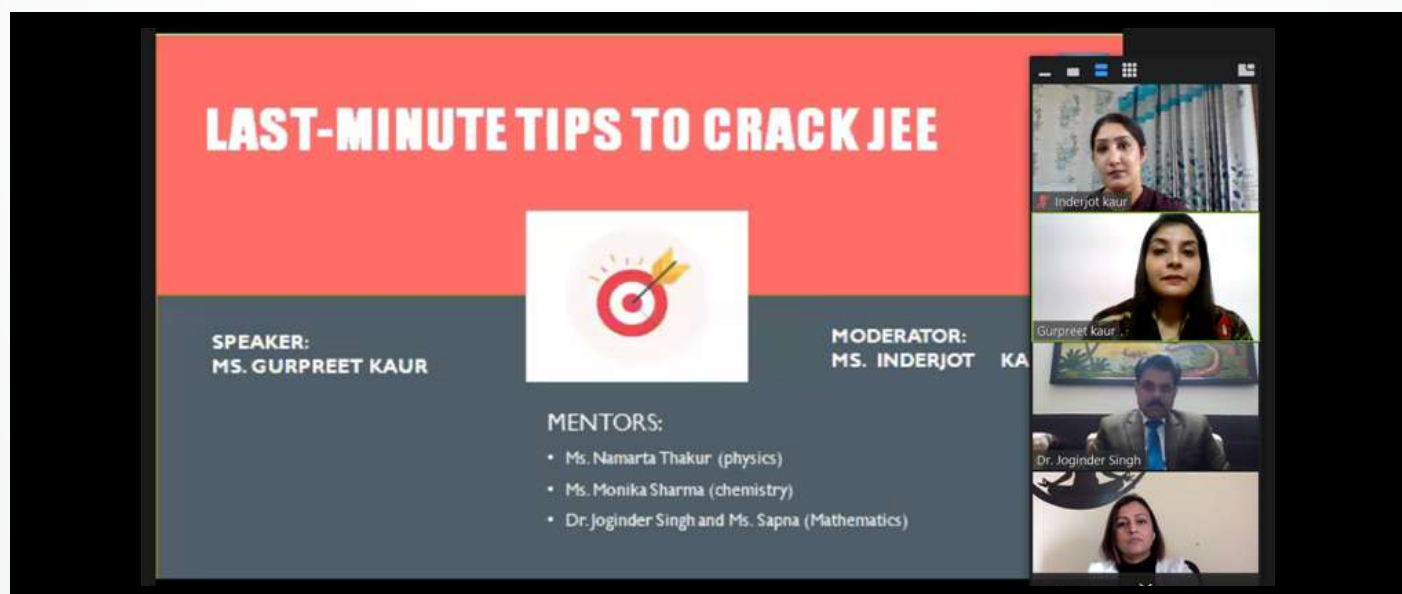 LAST-MINUTE TIPS TO CRACK JEE
SPEAKER:
MS. GURPREET KAUR
MODERATOR:
MS. INDERJOT KA
MENTORS:
• Ms. Namarta Thakur (physics)
• Ms. Monika Sharma (chemistry)
• Dr. Joginder Singh and Ms. Sapna (Mathematics)
Inderjot kaur
Gurpreet kaur
Dr. Joginder Singh